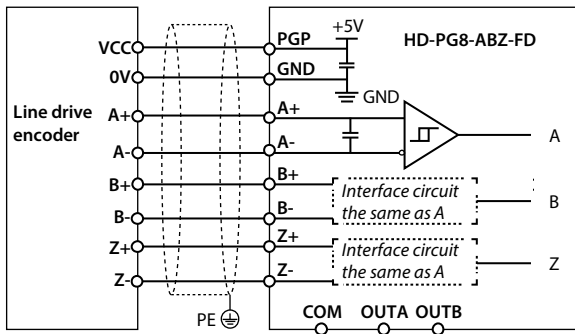 +5V
HD-PG8-ABZ-FD
VCC
PGP
0V
GND
GND
Line drive
encoder
A+
A+
A
A-
A-
B+
B+
Interface circuit
the same as A
B
B-
B-
Z+
Z+
Interface circuit
the same as A
Z
Z-
Z-
PE
COM
OUTA
OUTB